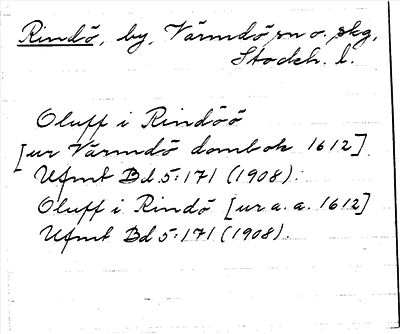 Rindö, by, Värmdö sn o. skg,
Stockh. l.
Oluff i Rindöö
[ur Värmdö dombok 1612]
Ufmt Bd 5:171 (1908).
Oluff i Rindö [ur a. a. 1612]
Ufmt Bd 5:171 (1908).